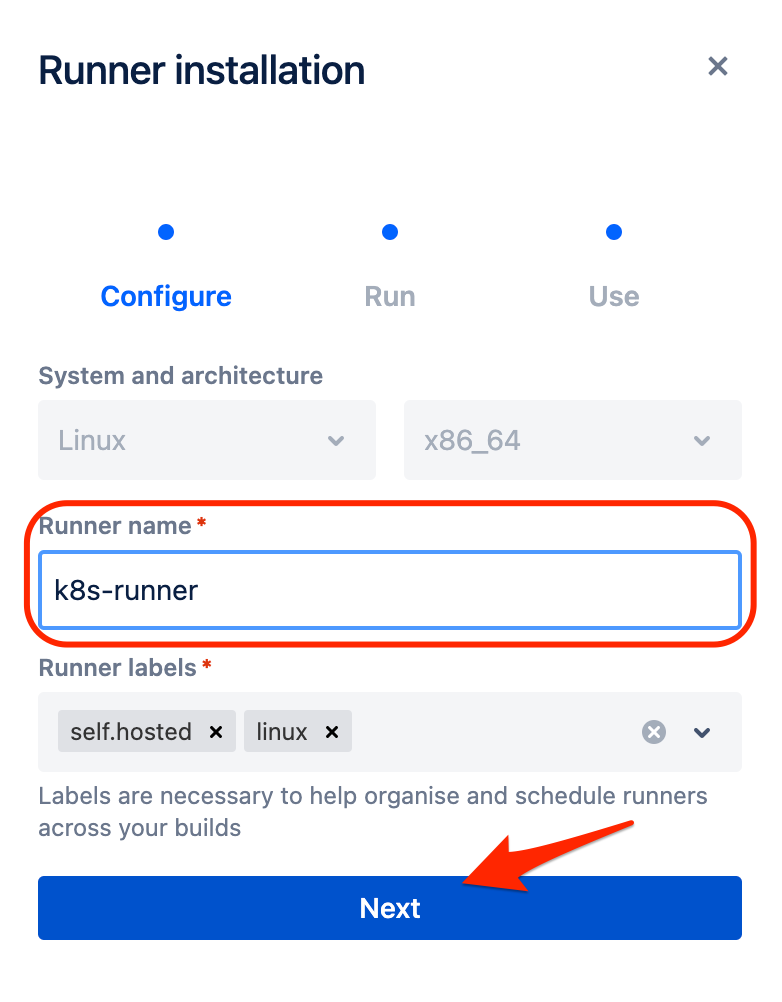 Runner installation
Configure Run Use
System and architecture
Linux x86_64
Runner name *
k8s-runner
Runner labels *
self.hosted linux
Labels are necessary to help organise and schedule runners
across your builds
Next